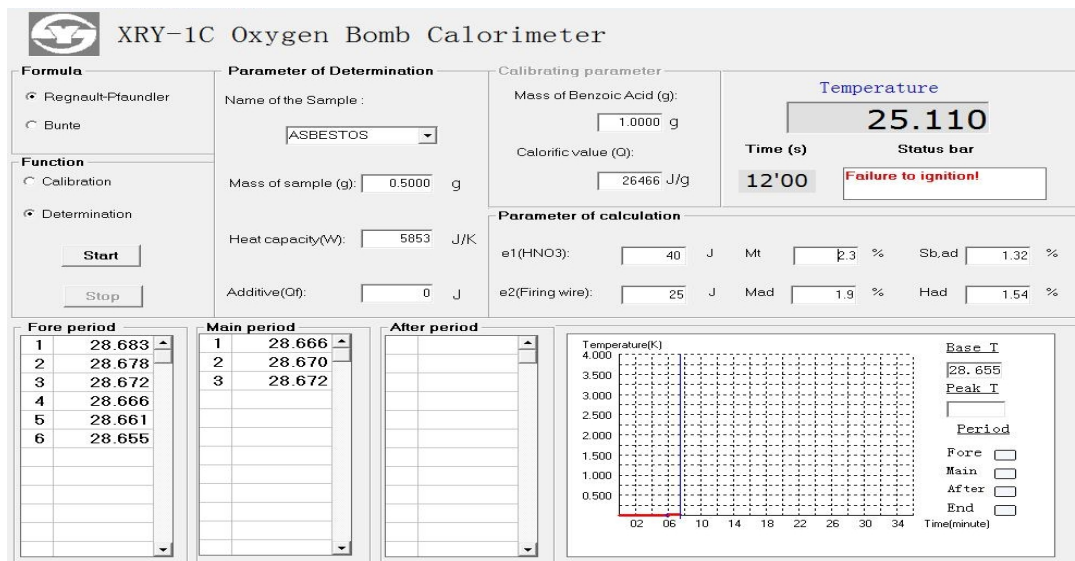 XRY-1C Oxygen Bomb Calorimeter
Formula
Regnault-Pfaundler
Bunte
Function
Calibration
Determination
Start
Stop
Parameter of Determination
Name of the Sample :
ASBESTOS
Mass of sample (g): 0.5000 g
Heat capacity(W): 5853 J/K
Additive(Qf): 0 J
Calibrating parameter
Mass of Benzoic Acid (g):
1.0000 g
Calorific value (Q):
26466 J/g
Temperature
25.110
Time (s) Status bar
12'00 Failure to ignition!
Parameter of calculation
e1(HNO3): 40 J Mt 2.3 % Sb,ad 1.32 %
e2(Firing wire): 25 J Mad 1.9 % Had 1.54 %
Fore period
1 28.683
2 28.678
3 28.672
4 28.666
5 28.661
6 28.655
Main period
1 28.666
2 28.670
3 28.672
After period
Temperature(K)
4.000
3.500
3.000
2.500
2.000
1.500
1.000
0.500
02 06 10 14 18 22 26 30 34 Time(minute)
Base T
28.655
Peak T
Period
Fore
Main
After
End